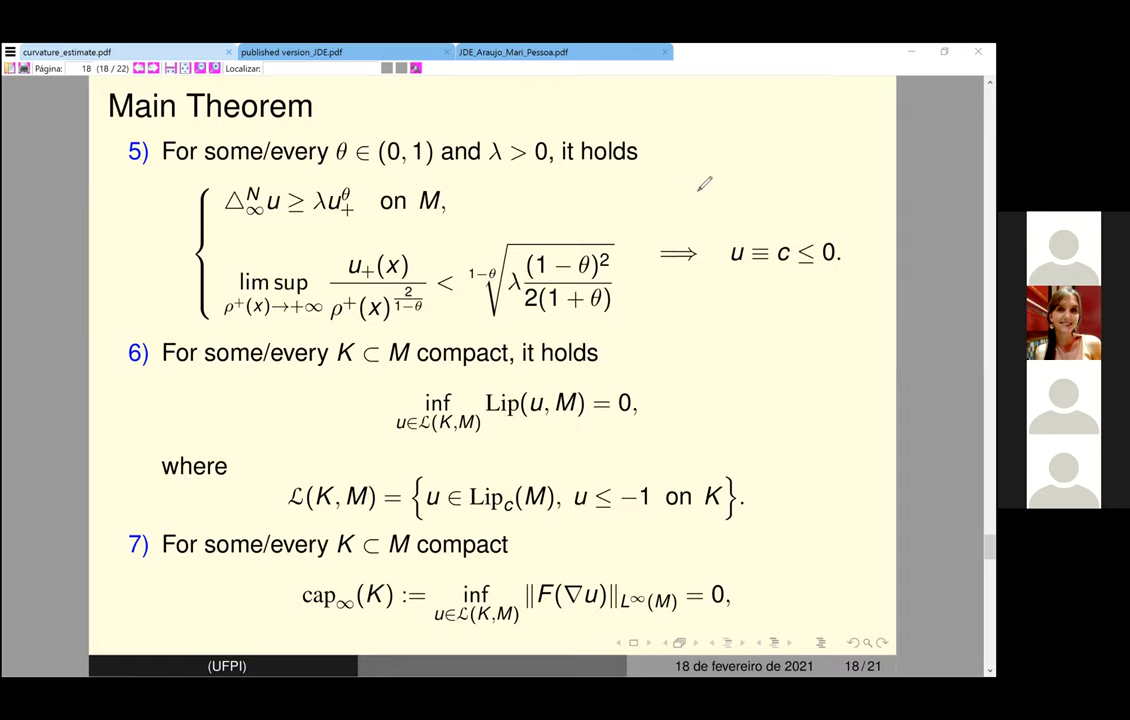 curvature_estimate.pdf × published version_JDE.pdf × JDE_Araujo_Mari_Pessoa.pdf ×
Página: 18 (18 / 22) Localizar:
Main Theorem
5) For some/every θ ∈ (0, 1) and λ > 0, it holds
△_∞^N u ≥ λu_+^θ on M,
lim sup_{ρ^+(x)→+∞} u_+(x) / ρ^+(x)^{2/(1−θ)} < \sqrt[1−θ]{λ (1 − θ)^2 / 2(1 + θ)} ⟹ u ≡ c ≤ 0.
6) For some/every K ⊂ M compact, it holds
inf_{u∈ℒ(K,M)} Lip(u, M) = 0,
where
ℒ(K, M) = {u ∈ Lip_c(M), u ≤ −1 on K}.
7) For some/every K ⊂ M compact
cap_∞(K) := inf_{u∈ℒ(K,M)} ‖F(∇u)‖_{L^∞(M)} = 0,
(UFPI) 18 de fevereiro de 2021 18 / 21